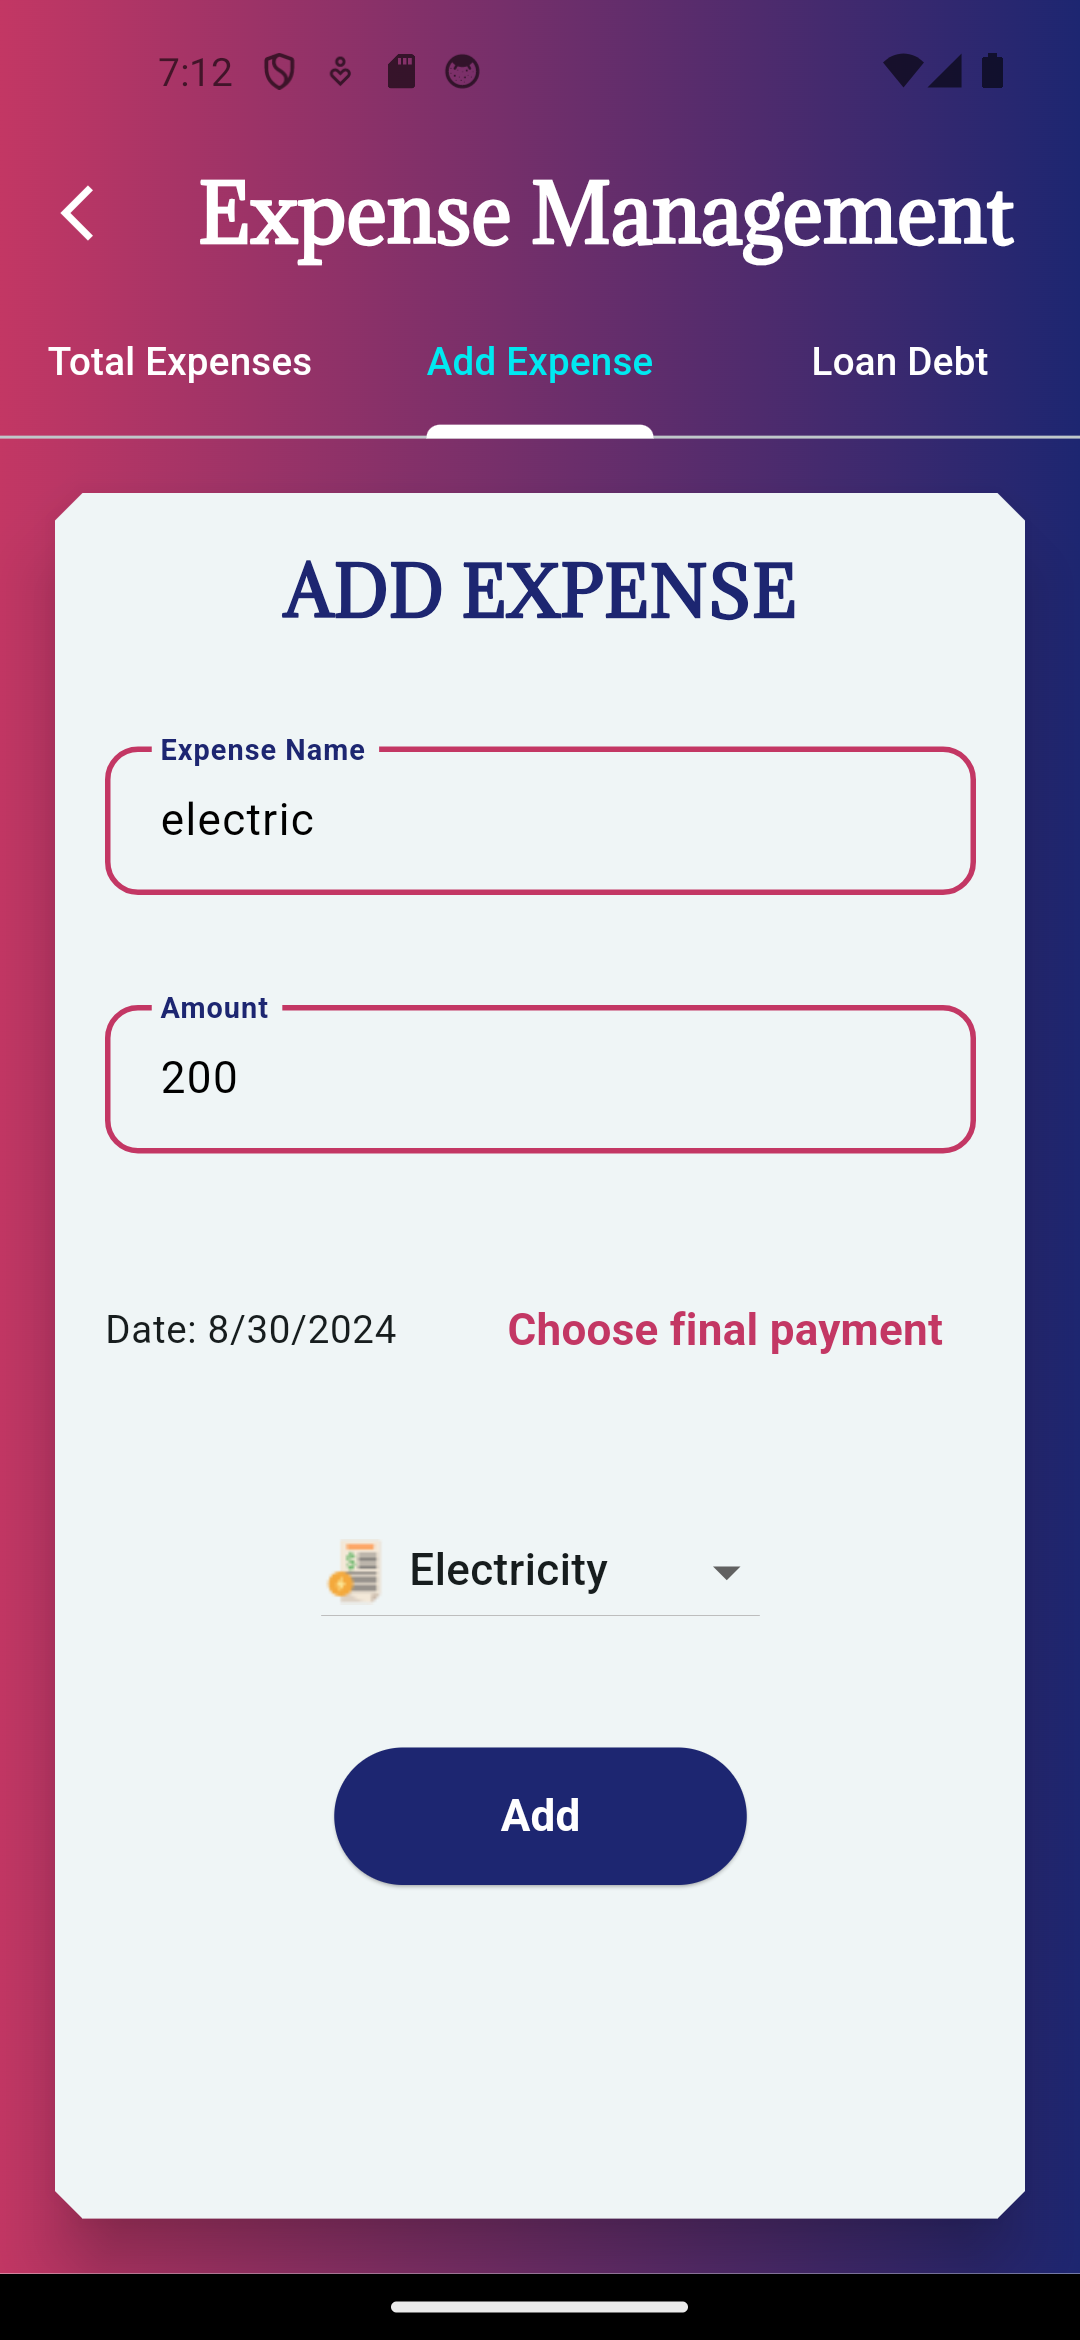 7:12
Expense Management
Total Expenses Add Expense Loan Debt
ADD EXPENSE
Expense Name
electric
Amount
200
Date: 8/30/2024 Choose final payment
Electricity
Add